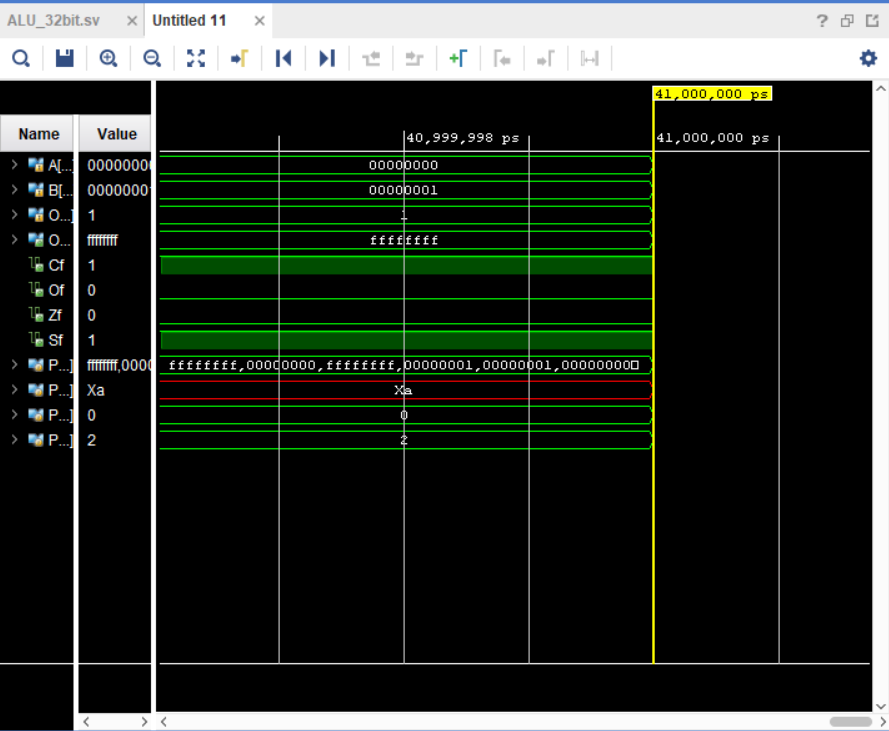 ALU_32bit.sv × Untitled 11 × ?
41,000,000 ps
Name Value 40,999,998 ps 41,000,000 ps
A[...] 00000000 00000000
B[... 00000001 00000001
O...] 1 1
O... ffffffff ffffffff
Cf 1
Of 0
Zf 0
Sf 1
P...] ffffffff,0000 ffffffff,00000000,ffffffff,00000001,00000001,00000000
P...] Xa Xa
P...] 0 0
P...] 2 2